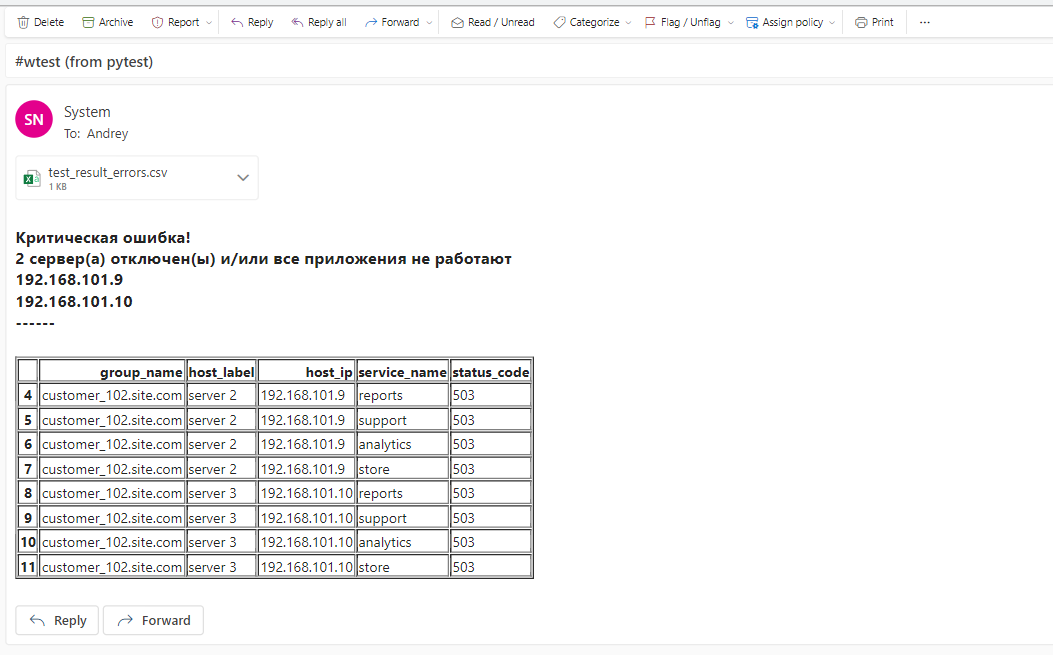 Delete Archive Report Reply Reply all Forward Read / Unread Categorize Flag / Unflag Assign policy Print ...
#wtest (from pytest)
SN
System
To: Andrey
test_result_errors.csv
1 KB
Критическая ошибка!
2 сервер(а) отключен(ы) и/или все приложения не работают
192.168.101.9
192.168.101.10
------
group_name host_label host_ip service_name status_code
4 customer_102.site.com server 2 192.168.101.9 reports 503
5 customer_102.site.com server 2 192.168.101.9 support 503
6 customer_102.site.com server 2 192.168.101.9 analytics 503
7 customer_102.site.com server 2 192.168.101.9 store 503
8 customer_102.site.com server 3 192.168.101.10 reports 503
9 customer_102.site.com server 3 192.168.101.10 support 503
10 customer_102.site.com server 3 192.168.101.10 analytics 503
11 customer_102.site.com server 3 192.168.101.10 store 503
Reply Forward